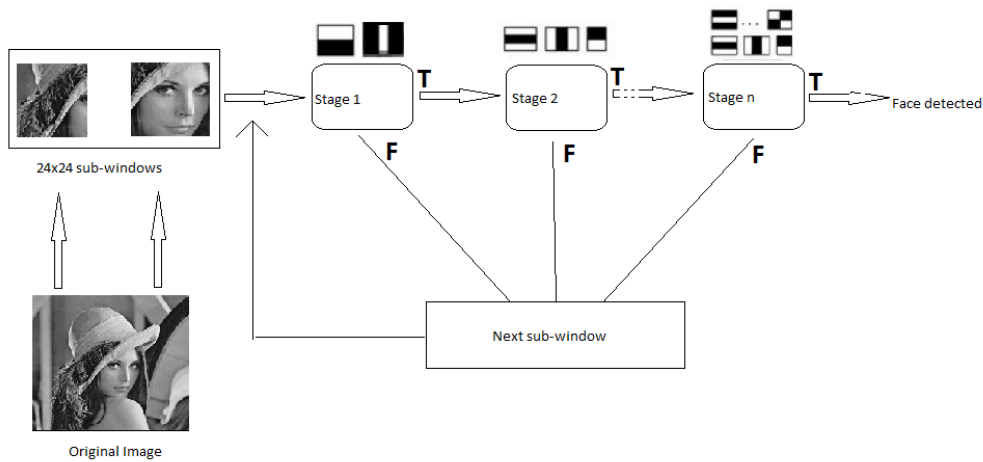 Stage 1
T
Stage 2
T
...
Stage n
T
Face detected
24x24 sub-windows
F
F
F
Next sub-window
Original Image